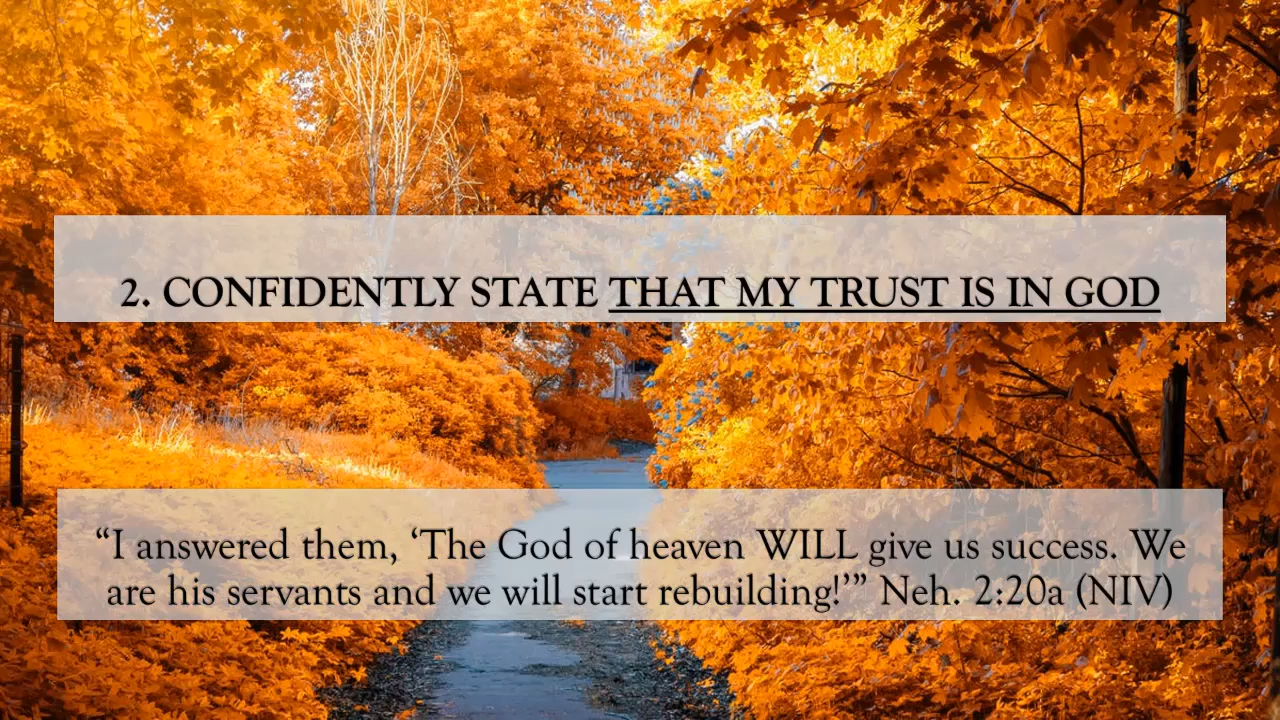 2. CONFIDENTLY STATE THAT MY TRUST IS IN GOD
“I answered them, ‘The God of heaven WILL give us success. We
are his servants and we will start rebuilding!’” Neh. 2:20a (NIV)